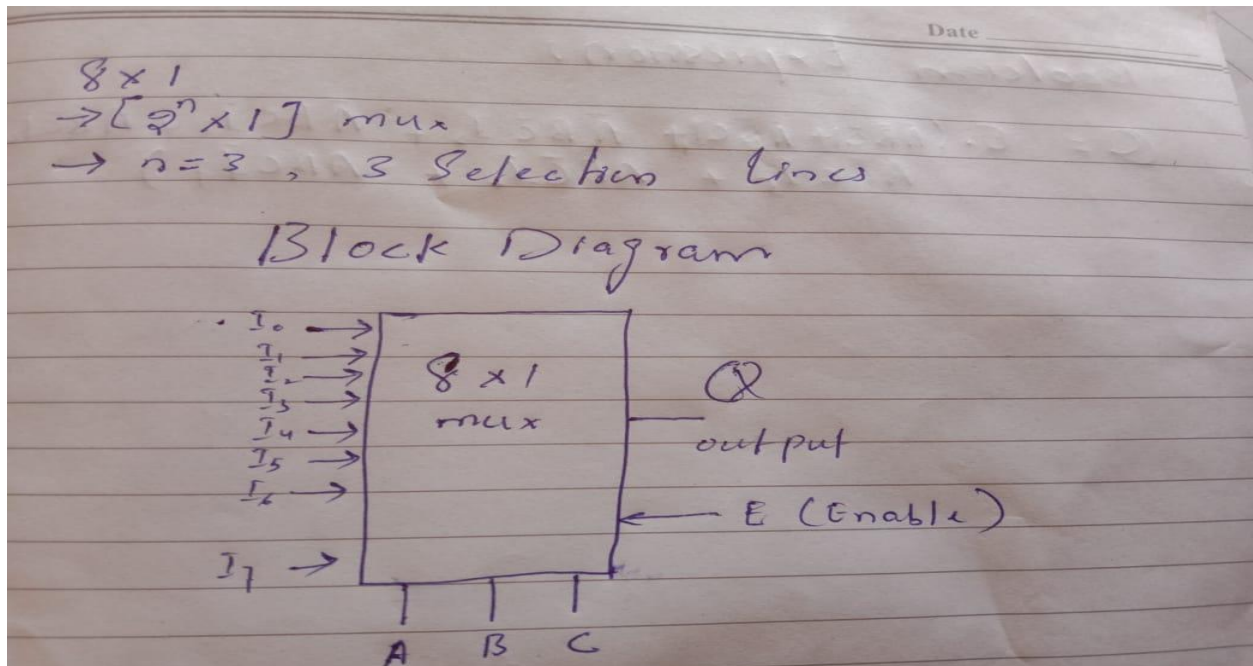 Date
8 × 1
→ [2ⁿ × 1] mux
→ n = 3, 3 Selection lines
Block Diagram
I₀
I₁
I₂
I₃
I₄
I₅
I₆
I₇
8 × 1
mux
Q
output
E (Enable)
A B C